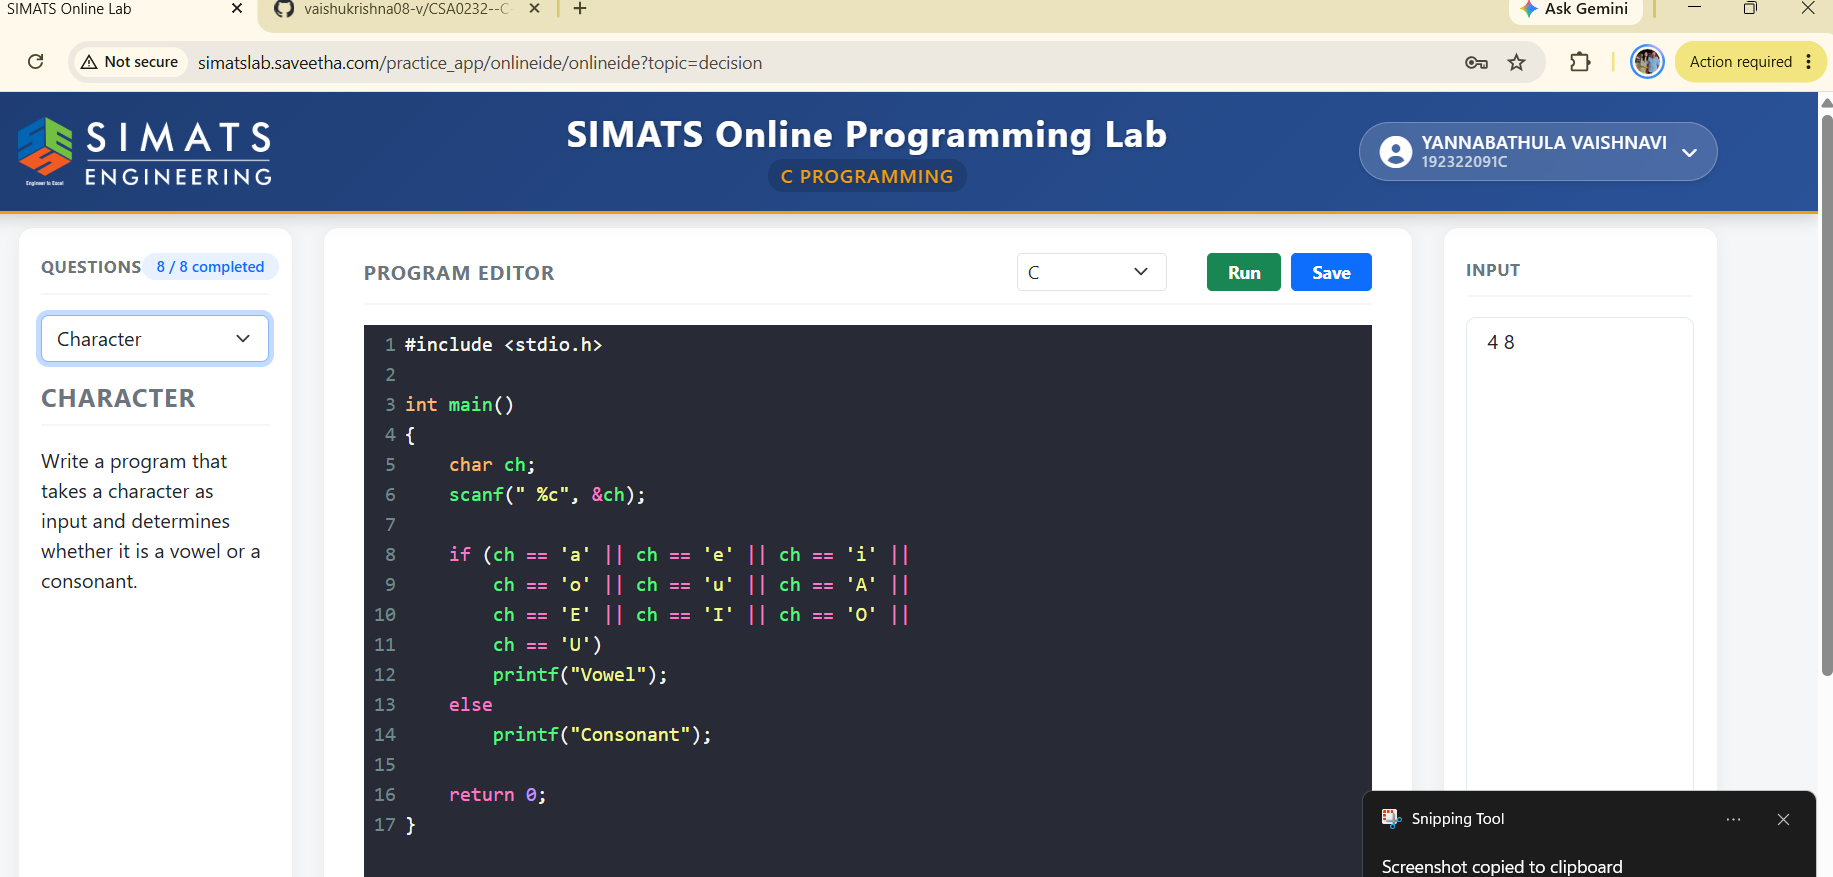 SIMATS Online Lab
vaishukrishna08-v/CSA0232--C-
Ask Gemini
Not secure
simatslab.saveetha.com/practice_app/onlineide/onlineide?topic=decision
Action required
SIMATS
ENGINEERING
Engineer to Excel
SIMATS Online Programming Lab
C PROGRAMMING
YANNABATHULA VAISHNAVI
192322091C
QUESTIONS 8 / 8 completed
Character
CHARACTER
Write a program that
takes a character as
input and determines
whether it is a vowel or a
consonant.
PROGRAM EDITOR
C
Run
Save
1 #include <stdio.h>
2
3 int main()
4 {
5     char ch;
6     scanf(" %c", &ch);
7
8     if (ch == 'a' || ch == 'e' || ch == 'i' ||
9         ch == 'o' || ch == 'u' || ch == 'A' ||
10         ch == 'E' || ch == 'I' || ch == 'O' ||
11         ch == 'U')
12         printf("Vowel");
13     else
14         printf("Consonant");
15
16     return 0;
17 }
INPUT
4 8
Snipping Tool
Screenshot copied to clipboard